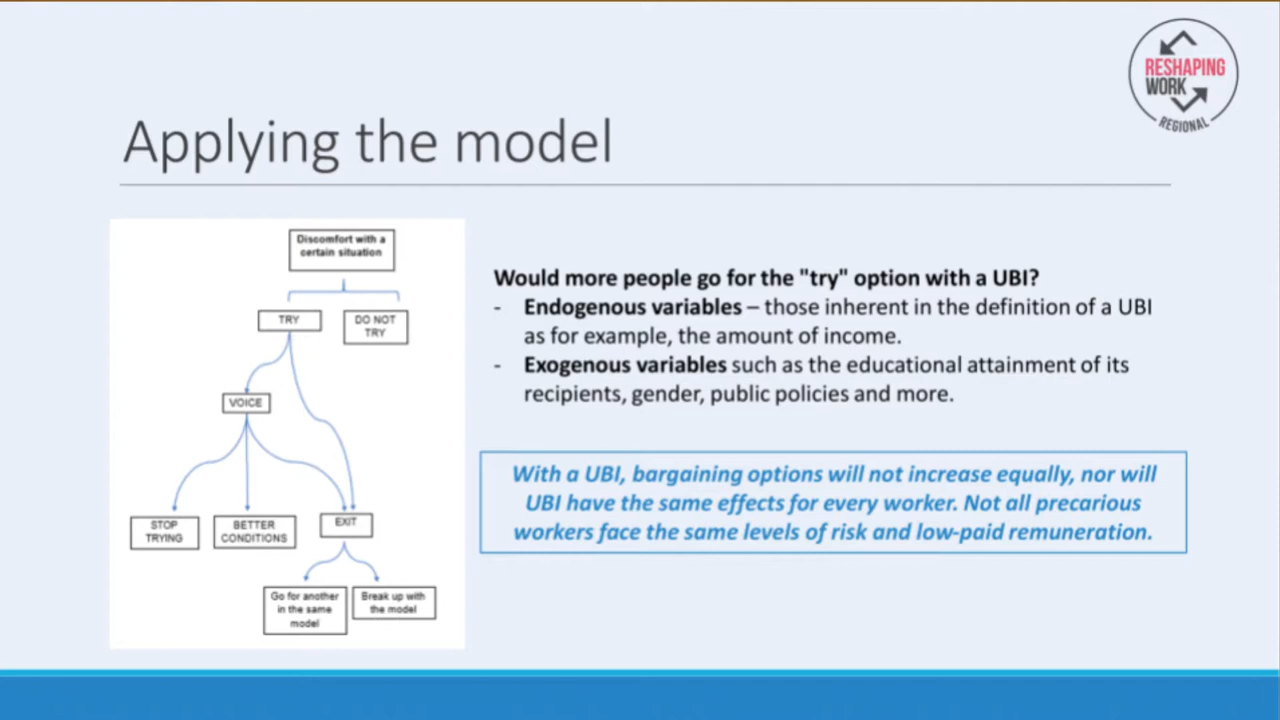 RESHAPING
WORK
REGIONAL
Applying the model
Discomfort with a
certain situation
TRY
DO NOT
TRY
VOICE
STOP
TRYING
BETTER
CONDITIONS
EXIT
Go for another
in the same
model
Break up with
the model
Would more people go for the "try" option with a UBI?
- Endogenous variables – those inherent in the definition of a UBI
as for example, the amount of income.
- Exogenous variables such as the educational attainment of its
recipients, gender, public policies and more.
With a UBI, bargaining options will not increase equally, nor will
UBI have the same effects for every worker. Not all precarious
workers face the same levels of risk and low-paid remuneration.